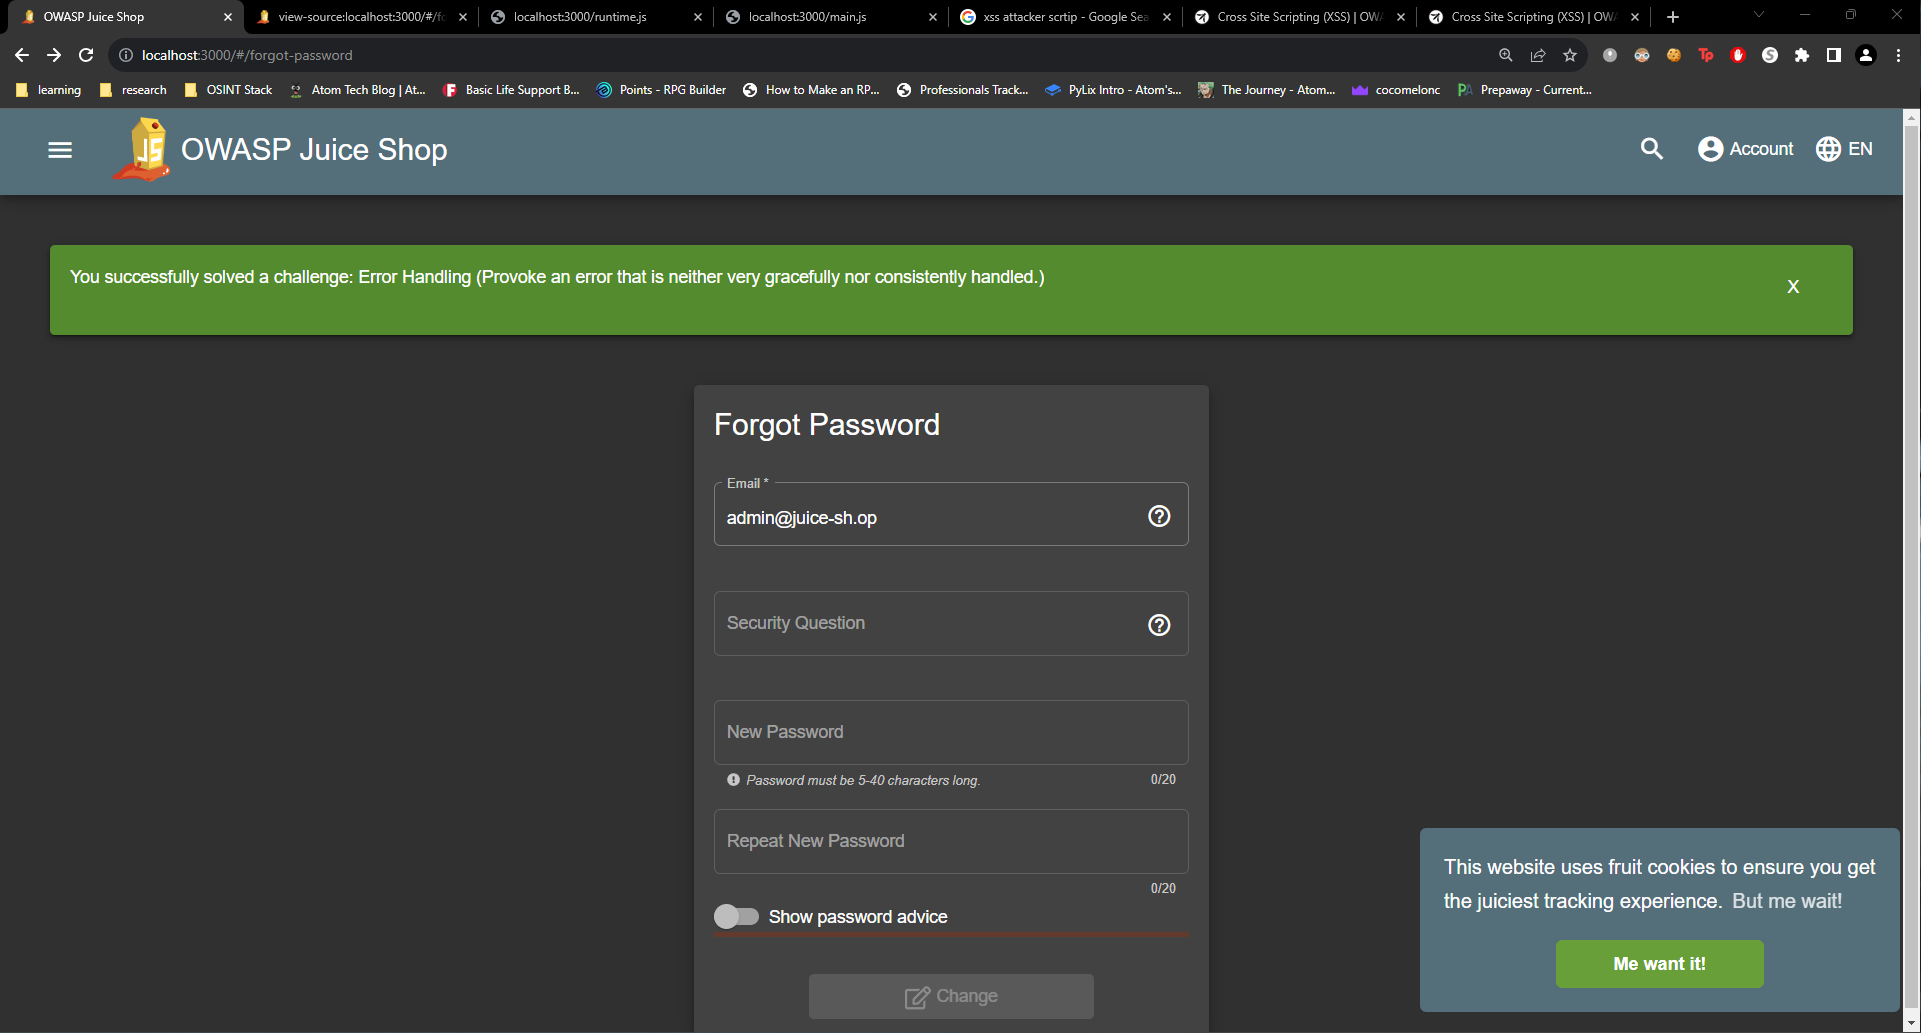 OWASP Juice Shop
view-source:localhost:3000/#/fo
localhost:3000/runtime.js
localhost:3000/main.js
xss attacker scrtip - Google Sea
Cross Site Scripting (XSS) | OWA
Cross Site Scripting (XSS) | OWA
localhost:3000/#/forgot-password
Tp
S
learning
research
OSINT Stack
Atom Tech Blog | At...
F
Basic Life Support B...
Points - RPG Builder
How to Make an RP...
Professionals Track...
PyLix Intro - Atom's...
The Journey - Atom...
cocomelonc
PA
Prepaway - Current...
JS
OWASP Juice Shop
Account
EN
You successfully solved a challenge: Error Handling (Provoke an error that is neither very gracefully nor consistently handled.)
X
Forgot Password
Email *
admin@juice-sh.op
Security Question
New Password
Password must be 5-40 characters long.
0/20
Repeat New Password
0/20
Show password advice
Change
This website uses fruit cookies to ensure you get
the juiciest tracking experience. But me wait!
Me want it!